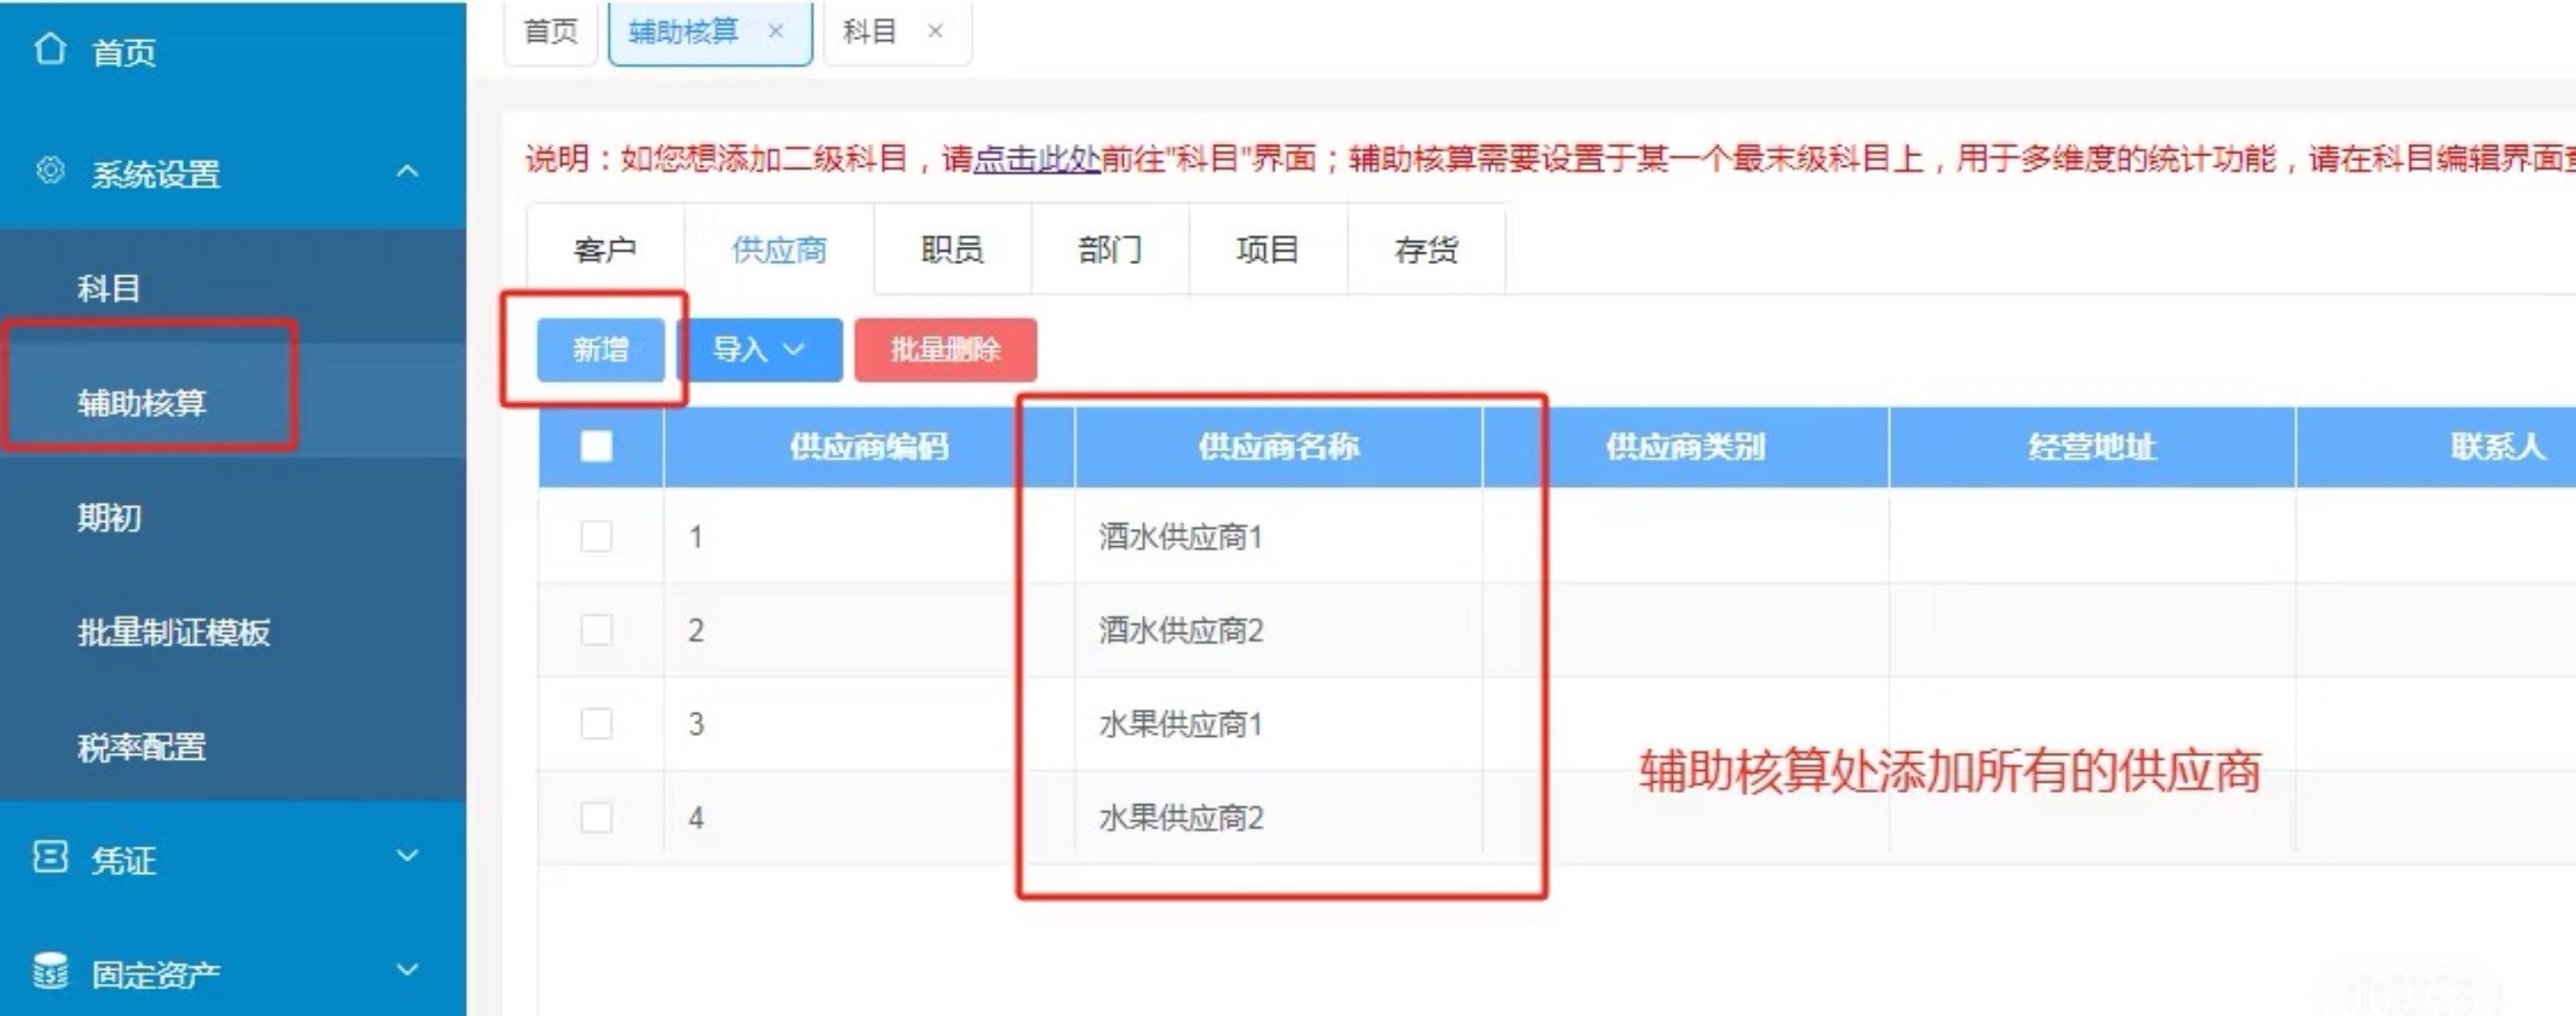 首页
系统设置
科目
辅助核算
期初
批量制证模板
税率配置
凭证
固定资产
首页 辅助核算 × 科目 ×
说明：如您想添加二级科目，请点击此处前往"科目"界面；辅助核算需要设置于某一个最末级科目上，用于多维度的统计功能，请在科目编辑界面
客户 供应商 职员 部门 项目 存货
新增 导入 批量删除
供应商编码 供应商名称 供应商类别 经营地址 联系人
1 酒水供应商1
2 酒水供应商2
3 水果供应商1
4 水果供应商2
辅助核算处添加所有的供应商
小红书